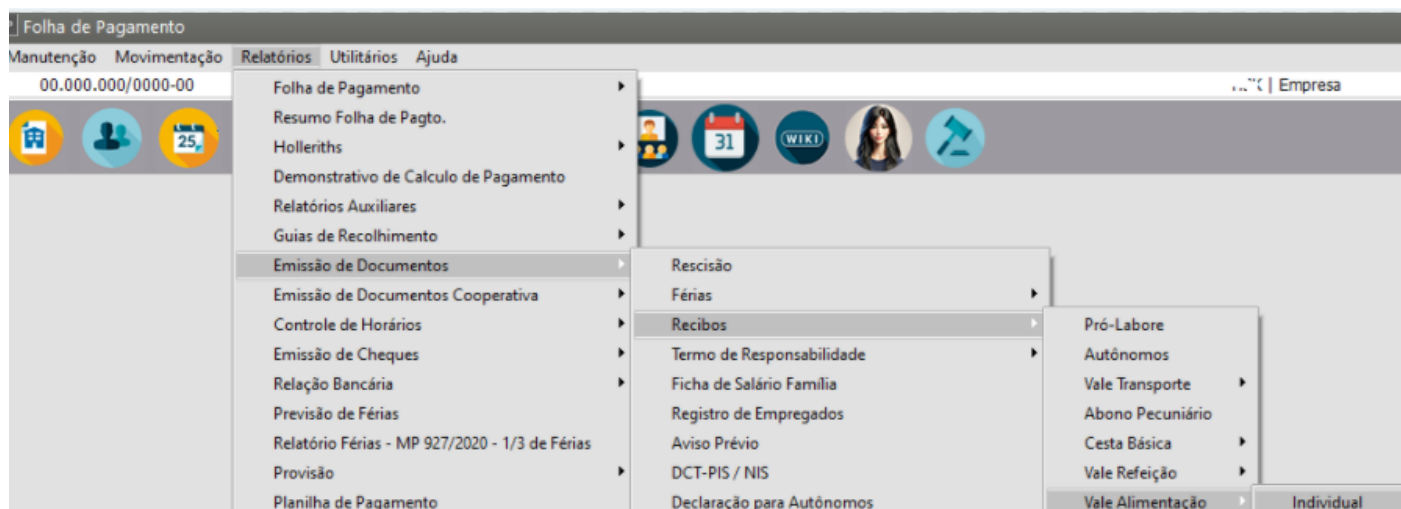 Folha de Pagamento
Manutenção Movimentação Relatórios Utilitários Ajuda
00.000.000/0000-00
| Empresa
25
31
WIKI
Folha de Pagamento
Resumo Folha de Pagto.
Holleriths
Demonstrativo de Calculo de Pagamento
Relatórios Auxiliares
Guias de Recolhimento
Emissão de Documentos
Emissão de Documentos Cooperativa
Controle de Horários
Emissão de Cheques
Relação Bancária
Previsão de Férias
Relatório Férias - MP 927/2020 - 1/3 de Férias
Provisão
Planilha de Pagamento
Rescisão
Férias
Recibos
Termo de Responsabilidade
Ficha de Salário Família
Registro de Empregados
Aviso Prévio
DCT-PIS / NIS
Declaração para Autônomos
Pró-Labore
Autônomos
Vale Transporte
Abono Pecuniário
Cesta Básica
Vale Refeição
Vale Alimentação
Individual